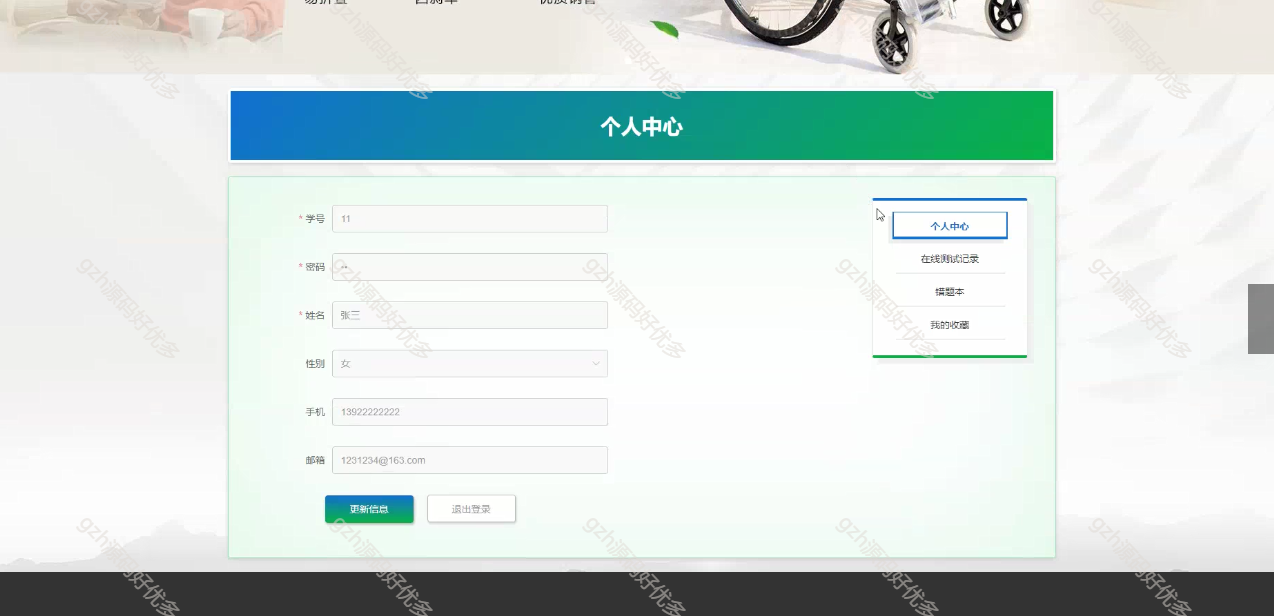 个人中心
* 学号 11
个人中心
* 密码 ••
在线测试记录
错题本
* 姓名 张三
我的收藏
性别 女
手机 13922222222
邮箱 1231234@163.com
更新信息 退出登录
gzh源码好优多